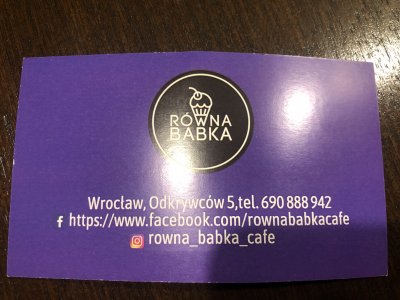 RÓWNA
BABKA
Wrocław, Odkrywców 5,tel. 690 888 942
https://www.facebook.com/rownababkacafe
rowna_babka_cafe